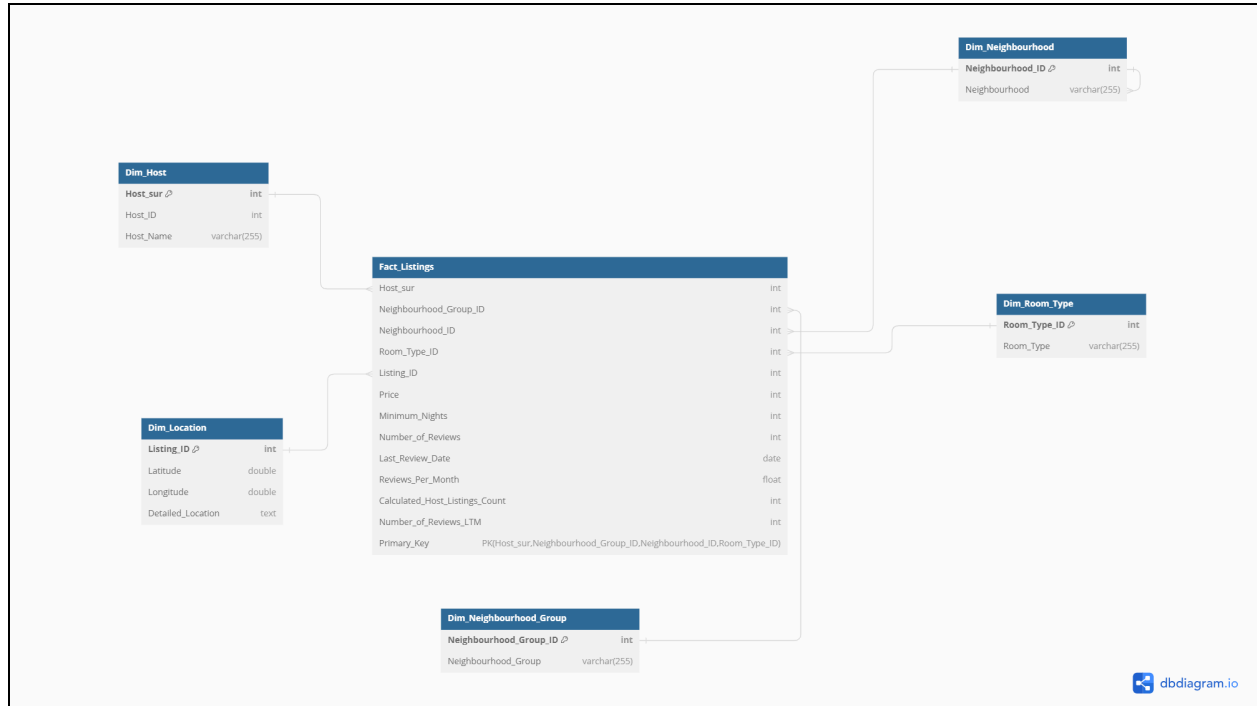 Dim_Neighbourhood
Neighbourhood_ID int
Neighbourhood varchar(255)
Dim_Host
Host_sur int
Host_ID int
Host_Name varchar(255)
Fact_Listings
Host_sur int
Neighbourhood_Group_ID int
Neighbourhood_ID int
Room_Type_ID int
Listing_ID int
Price int
Minimum_Nights int
Number_of_Reviews int
Last_Review_Date date
Reviews_Per_Month float
Calculated_Host_Listings_Count int
Number_of_Reviews_LTM int
Primary_Key PK(Host_sur,Neighbourhood_Group_ID,Neighbourhood_ID,Room_Type_ID)
Dim_Room_Type
Room_Type_ID int
Room_Type varchar(255)
Dim_Location
Listing_ID int
Latitude double
Longitude double
Detailed_Location text
Dim_Neighbourhood_Group
Neighbourhood_Group_ID int
Neighbourhood_Group varchar(255)
dbdiagram.io